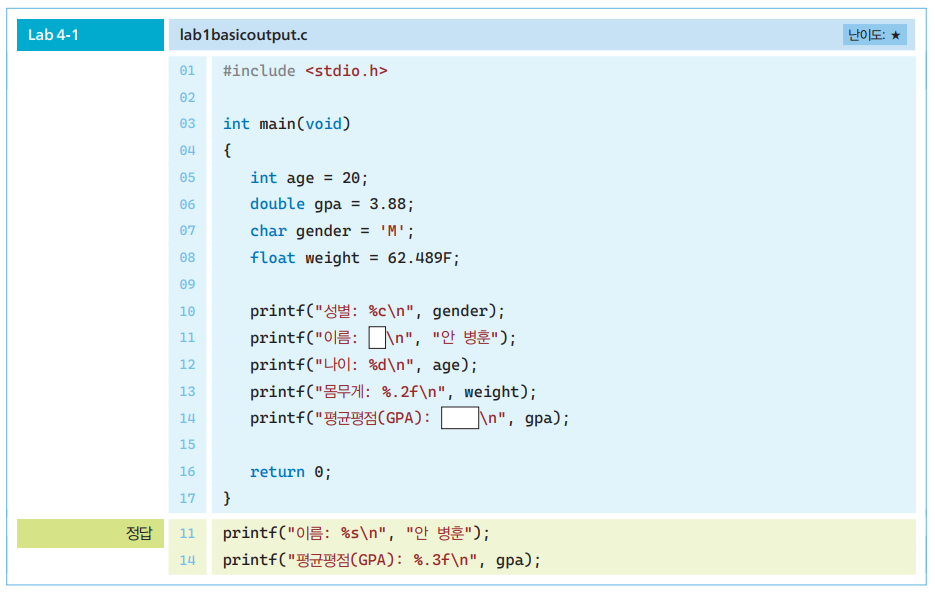 Lab 4-1 lab1basicoutput.c 난이도: ★
01 #include <stdio.h>
02
03 int main(void)
04 {
05 int age = 20;
06 double gpa = 3.88;
07 char gender = 'M';
08 float weight = 62.489F;
09
10 printf("성별: %c\n", gender);
11 printf("이름: \n", "안 병훈");
12 printf("나이: %d\n", age);
13 printf("몸무게: %.2f\n", weight);
14 printf("평균평점(GPA): \n", gpa);
15
16 return 0;
17 }
정답 11 printf("이름: %s\n", "안 병훈");
14 printf("평균평점(GPA): %.3f\n", gpa);